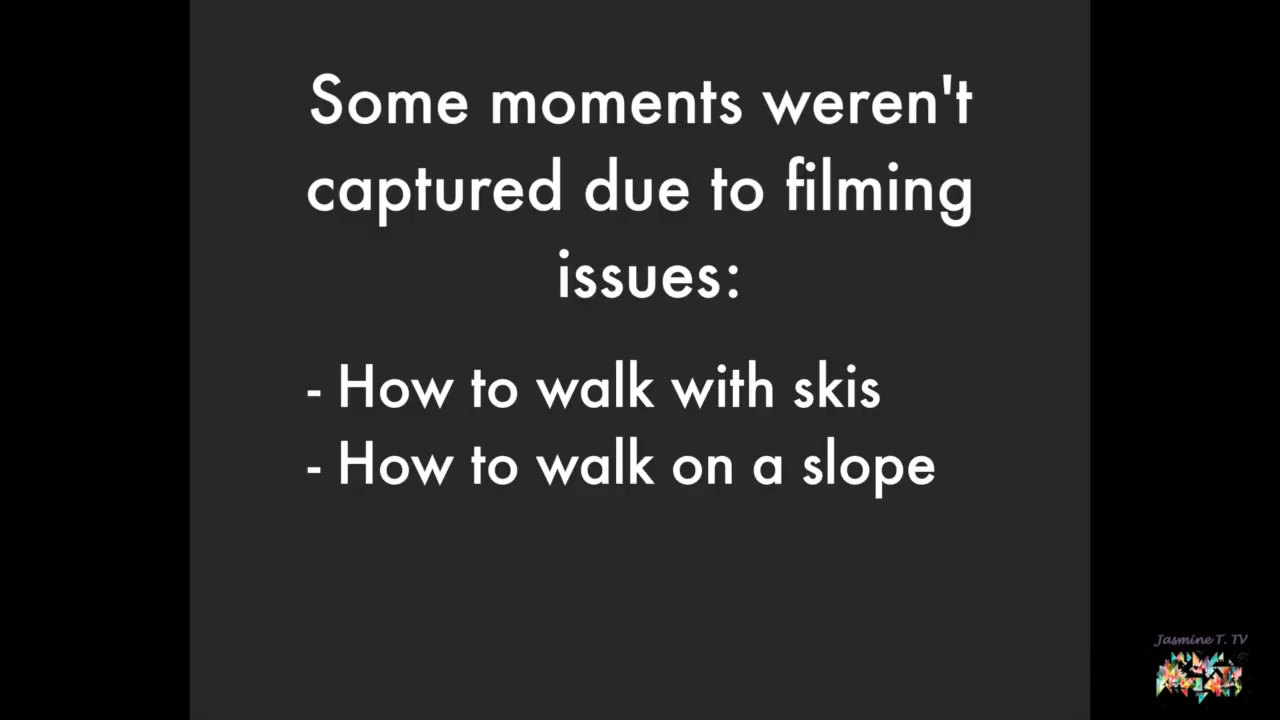 Some moments weren't
captured due to filming
issues:
- How to walk with skis
- How to walk on a slope
Jasmine T. TV